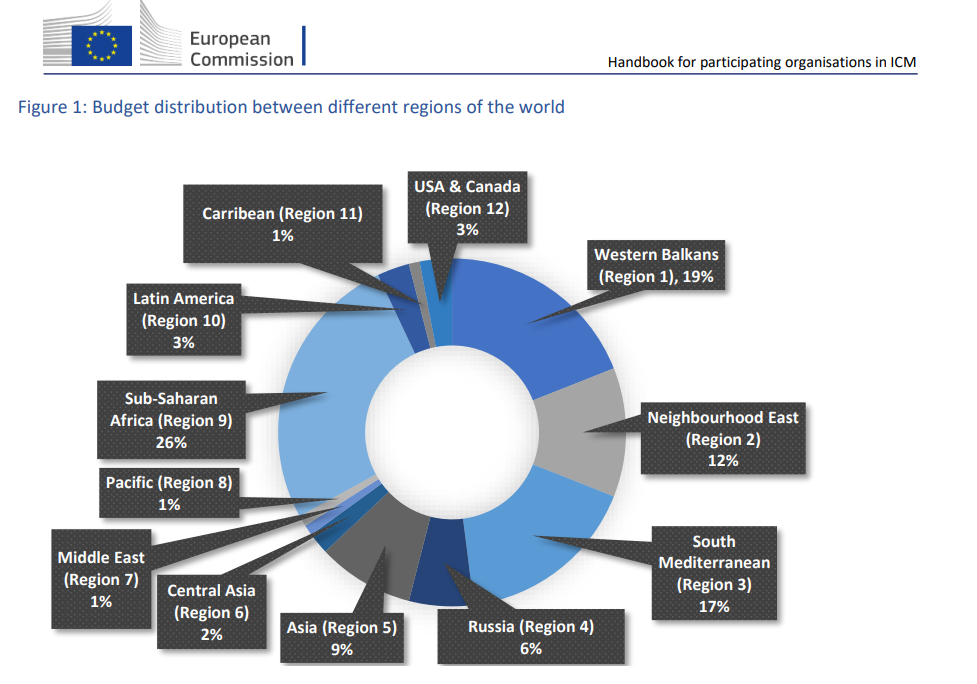 European
Commission
Handbook for participating organisations in ICM
Figure 1: Budget distribution between different regions of the world
USA & Canada
(Region 12)
3%
Carribean (Region 11)
1%
Western Balkans
(Region 1), 19%
Latin America
(Region 10)
3%
Sub-Saharan
Africa (Region 9)
26%
Neighbourhood East
(Region 2)
12%
Pacific (Region 8)
1%
Middle East
(Region 7)
1%
South
Mediterranean
(Region 3)
17%
Central Asia
(Region 6)
2%
Asia (Region 5)
9%
Russia (Region 4)
6%